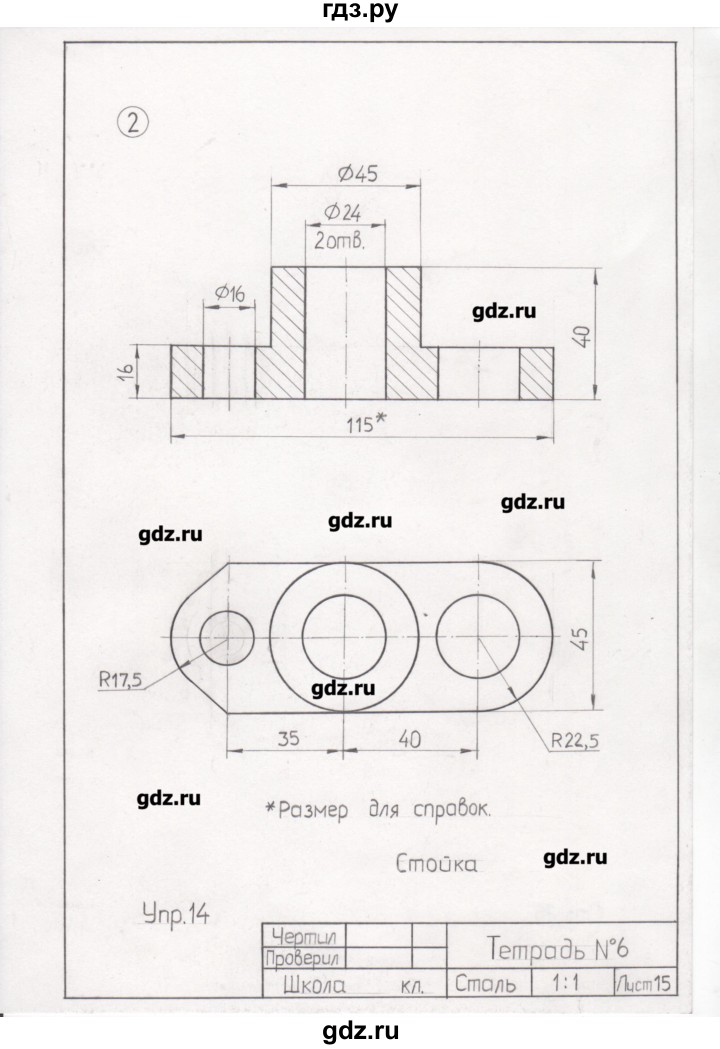 гдз.ру
2
Ø45
Ø24
2отв.
Ø16
gdz.ru
40
16
115*
gdz.ru
gdz.ru
gdz.ru
45
R17,5
gdz.ru
35
40
R22,5
gdz.ru
*Размер для справок.
Стойка
gdz.ru
Упр.14
Чертил
Тетрадь №6
Проверил
Школа кл. Сталь 1:1 Лист 15
gdz.ru